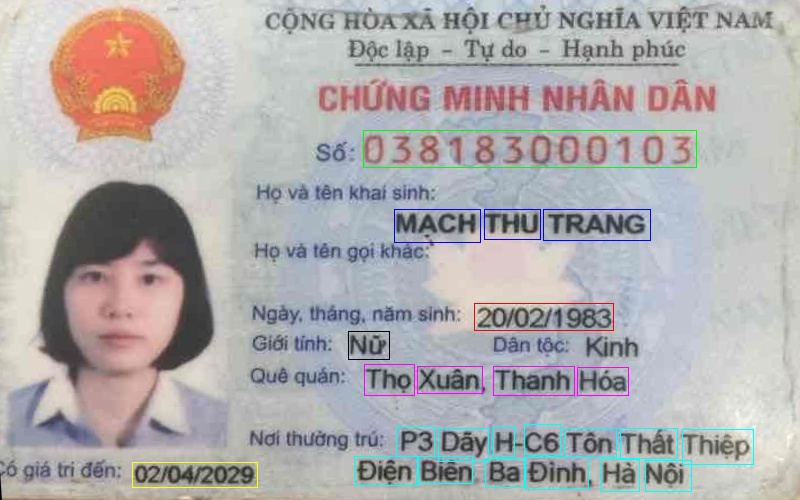 CỘNG HÒA XÃ HỘI CHỦ NGHĨA VIỆT NAM
Độc lập - Tự do - Hạnh phúc
CHỨNG MINH NHÂN DÂN
Số: 038183000103
Họ và tên khai sinh:
MẠCH THU TRANG
Họ và tên gọi khác:
Ngày, tháng, năm sinh: 20/02/1983
Giới tính: Nữ Dân tộc: Kinh
Quê quán: Thọ Xuân, Thanh Hóa
Nơi thường trú: P3 Dãy H-C6 Tôn Thất Thiệp
Có giá trị đến: 02/04/2029 Điện Biên Ba Đình, Hà Nội